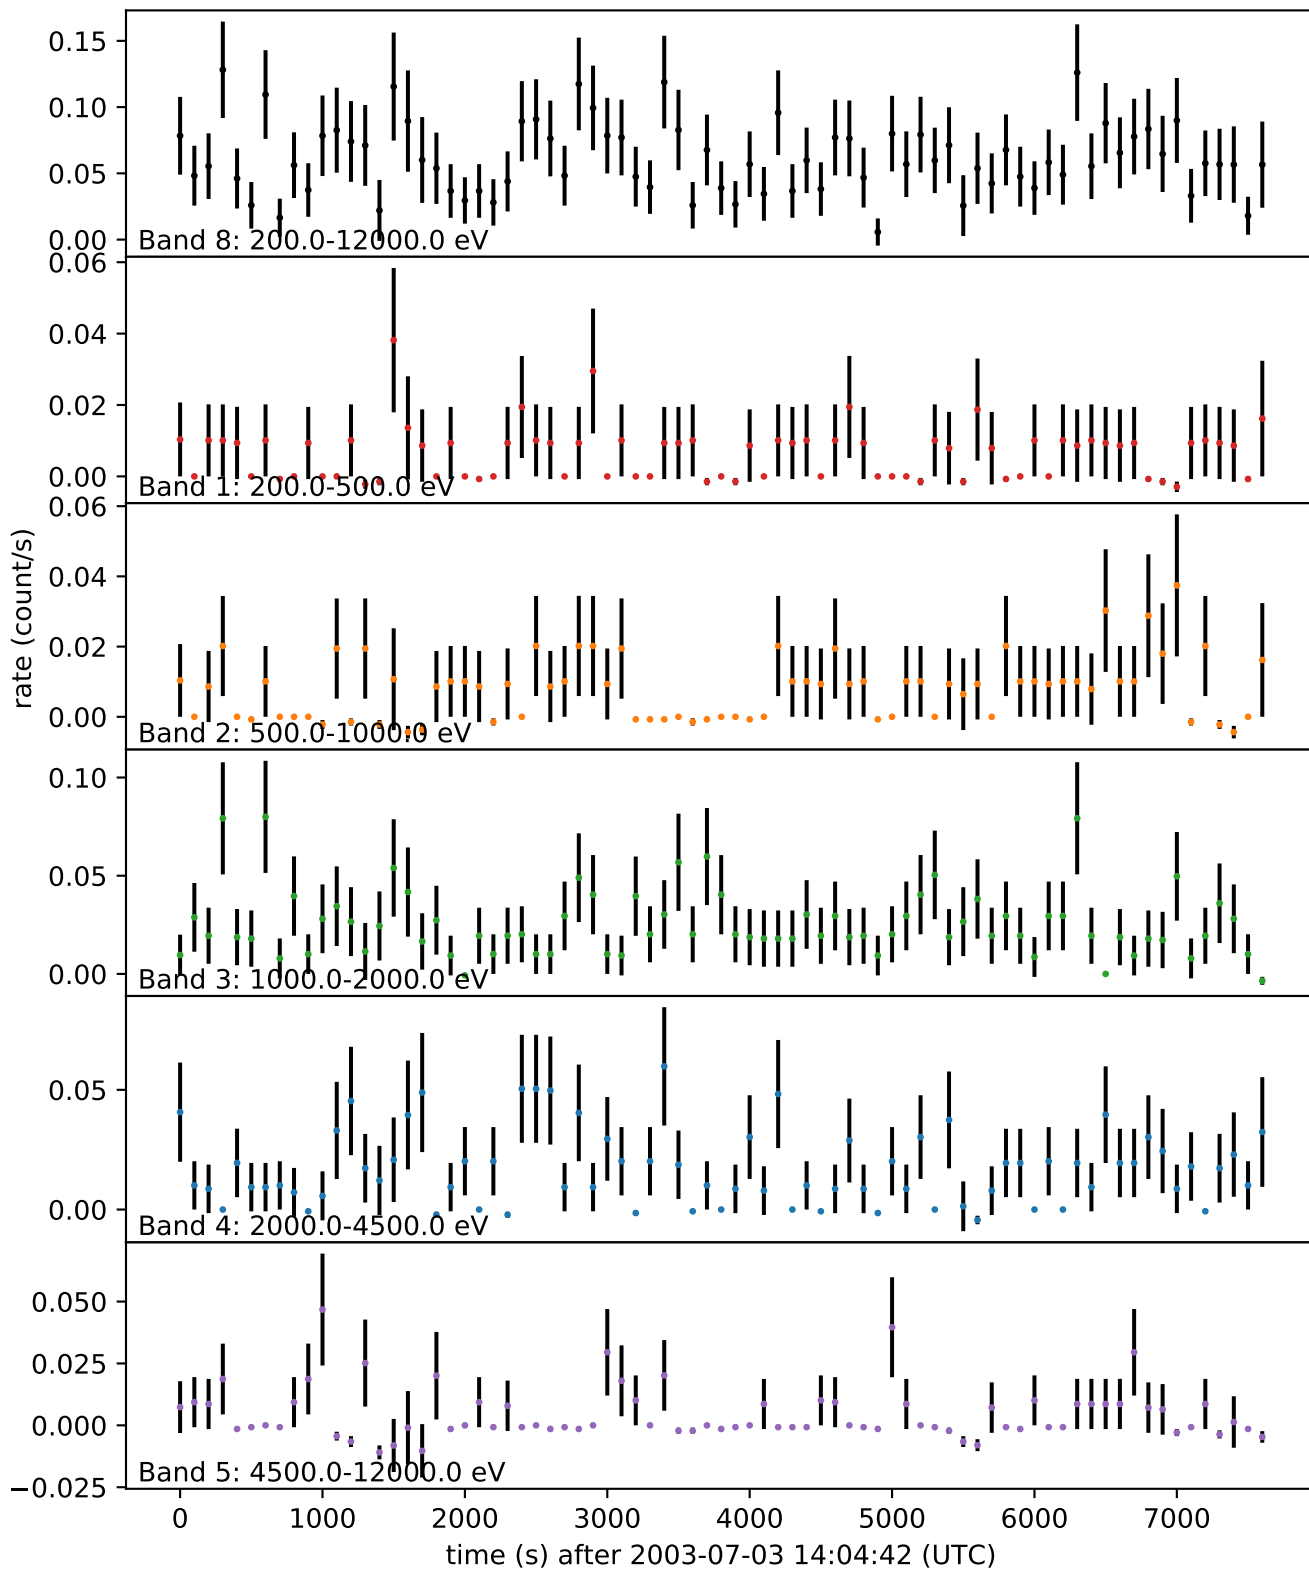 0.15
0.10
0.05
0.00
Band 8: 200.0-12000.0 eV
0.06
0.04
0.02
0.00
Band 1: 200.0-500.0 eV
0.06
0.04
0.02
0.00
Band 2: 500.0-1000.0 eV
rate (count/s)
0.10
0.05
0.00
Band 3: 1000.0-2000.0 eV
0.05
0.00
Band 4: 2000.0-4500.0 eV
0.050
0.025
0.000
−0.025
Band 5: 4500.0-12000.0 eV
0 1000 2000 3000 4000 5000 6000 7000
time (s) after 2003-07-03 14:04:42 (UTC)